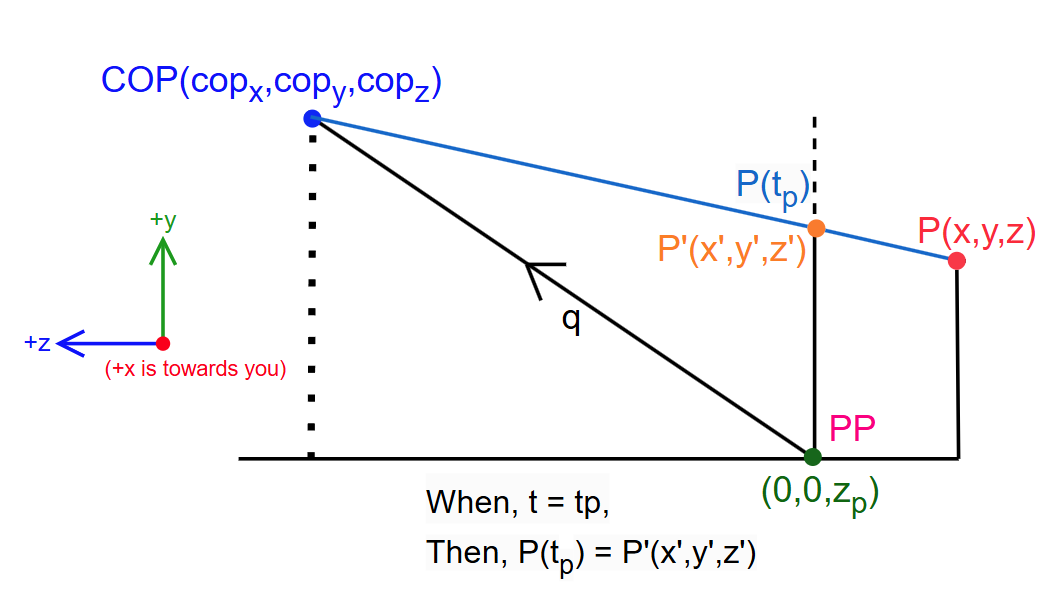 COP(copx,copy,copz)
P(tp)
+y
P(x,y,z)
P'(x',y',z')
q
+z
(+x is towards you)
PP
(0,0,zp)
When, t = tp,
Then, P(tp) = P'(x',y',z')